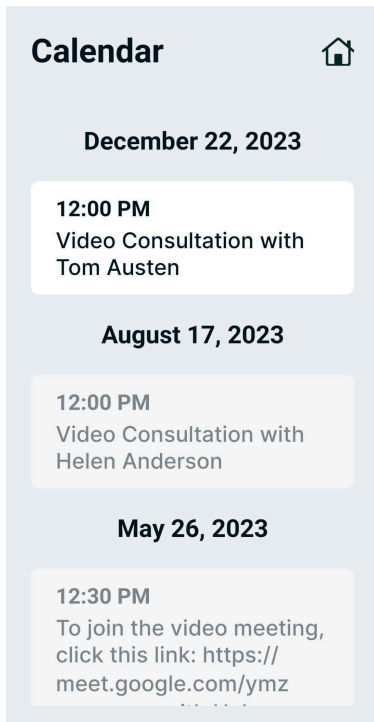 Calendar
December 22, 2023
12:00 PM
Video Consultation with
Tom Austen
August 17, 2023
12:00 PM
Video Consultation with
Helen Anderson
May 26, 2023
12:30 PM
To join the video meeting,
click this link: https://
meet.google.com/ymz